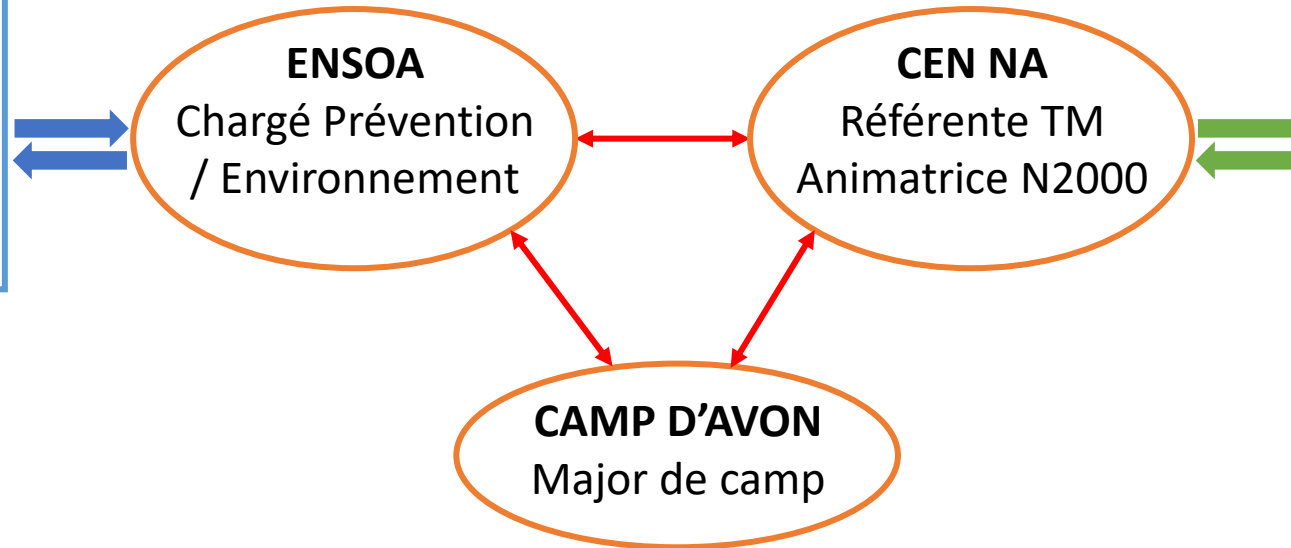 ENSOA
Chargé Prévention
/ Environnement
CEN NA
Référente TM
Animatrice N2000
CAMP D’AVON
Major de camp